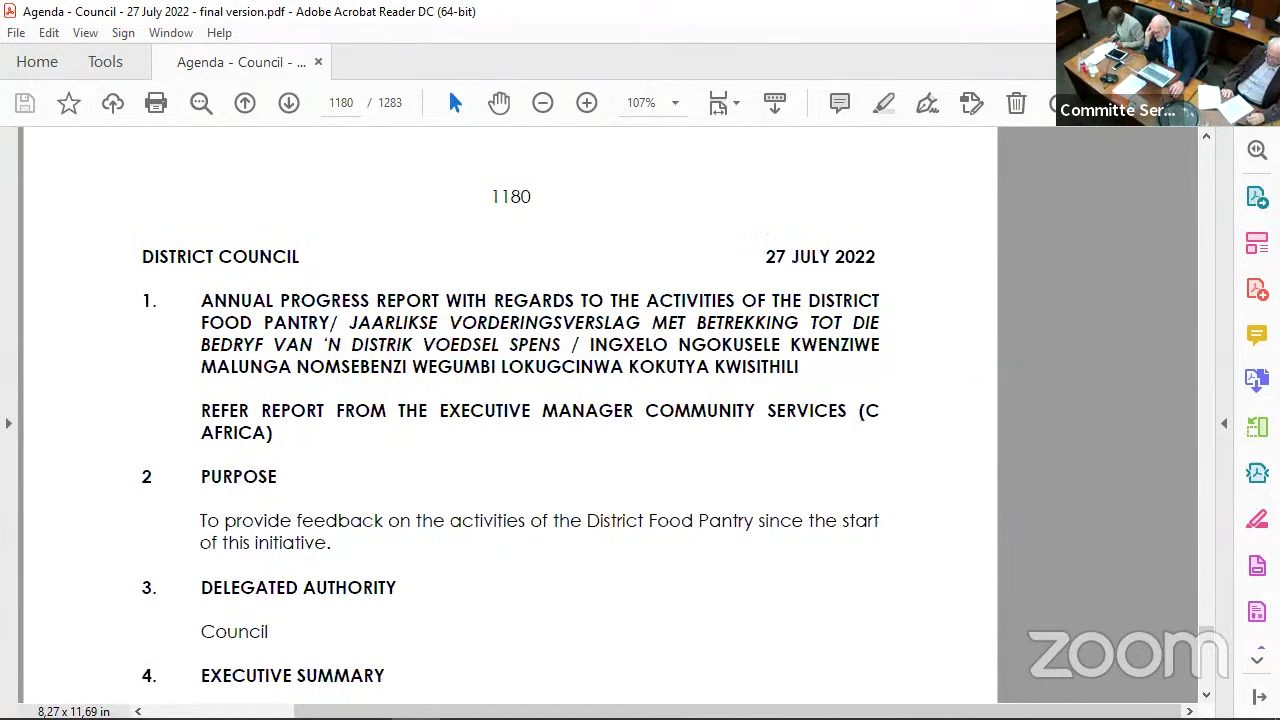 Agenda - Council - 27 July 2022 - final version.pdf - Adobe Acrobat Reader DC (64-bit)
File Edit View Sign Window Help
Home Tools Agenda - Council - ... ×
1180 / 1283 107%
Committe Ser...
1180
DISTRICT COUNCIL 27 JULY 2022
1. ANNUAL PROGRESS REPORT WITH REGARDS TO THE ACTIVITIES OF THE DISTRICT
FOOD PANTRY/ JAARLIKSE VORDERINGSVERSLAG MET BETREKKING TOT DIE
BEDRYF VAN ‘N DISTRIK VOEDSEL SPENS / INGXELO NGOKUSELE KWENZIWE
MALUNGA NOMSEBENZI WEGUMBI LOKUGCINWA KOKUTYA KWISITHILI
REFER REPORT FROM THE EXECUTIVE MANAGER COMMUNITY SERVICES (C
AFRICA)
2 PURPOSE
To provide feedback on the activities of the District Food Pantry since the start
of this initiative.
3. DELEGATED AUTHORITY
Council
4. EXECUTIVE SUMMARY
zoom
8,27 x 11,69 in